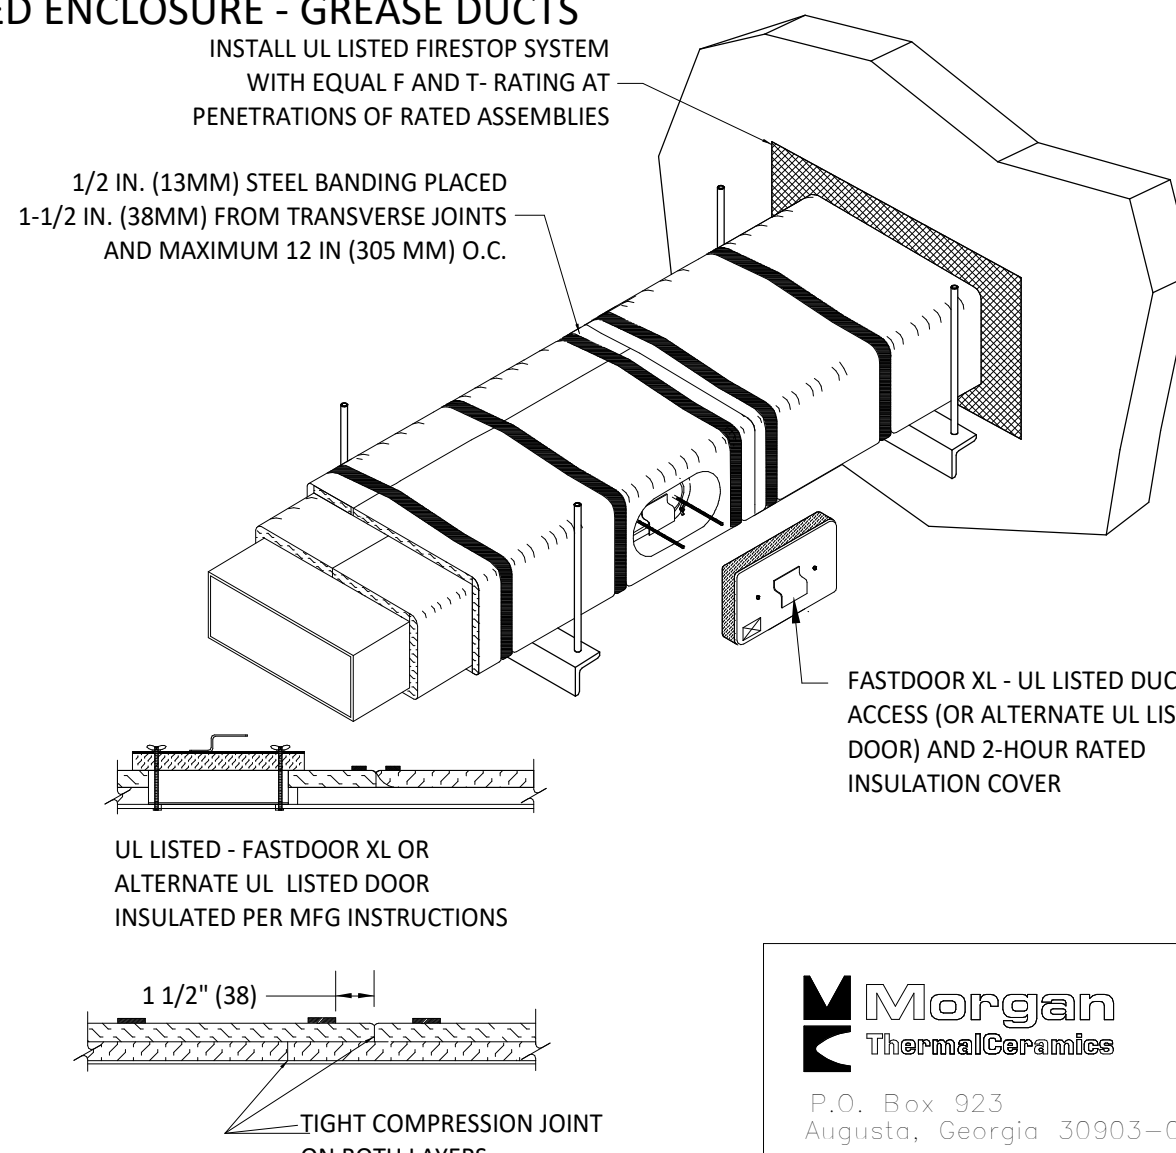 ED ENCLOSURE - GREASE DUCTS
INSTALL UL LISTED FIRESTOP SYSTEM
WITH EQUAL F AND T- RATING AT
PENETRATIONS OF RATED ASSEMBLIES
1/2 IN. (13MM) STEEL BANDING PLACED
1-1/2 IN. (38MM) FROM TRANSVERSE JOINTS
AND MAXIMUM 12 IN (305 MM) O.C.
FASTDOOR XL - UL LISTED DUC
ACCESS (OR ALTERNATE UL LIS
DOOR) AND 2-HOUR RATED
INSULATION COVER
UL LISTED - FASTDOOR XL OR
ALTERNATE UL LISTED DOOR
INSULATED PER MFG INSTRUCTIONS
1 1/2" (38)
TIGHT COMPRESSION JOINT
ON BOTH LAYERS
Morgan
ThermalCeramics
P.O. Box 923
Augusta, Georgia 30903-0